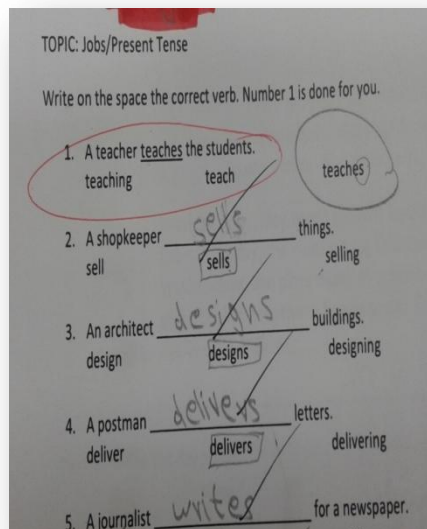 TOPIC: Jobs/Present Tense
Write on the space the correct verb. Number 1 is done for you.
1. A teacher teaches the students.
teaching teach teaches
2. A shopkeeper sells things.
sell sells selling
3. An architect designs buildings.
design designs designing
4. A postman delivers letters.
deliver delivers delivering
5. A journalist writes for a newspaper.